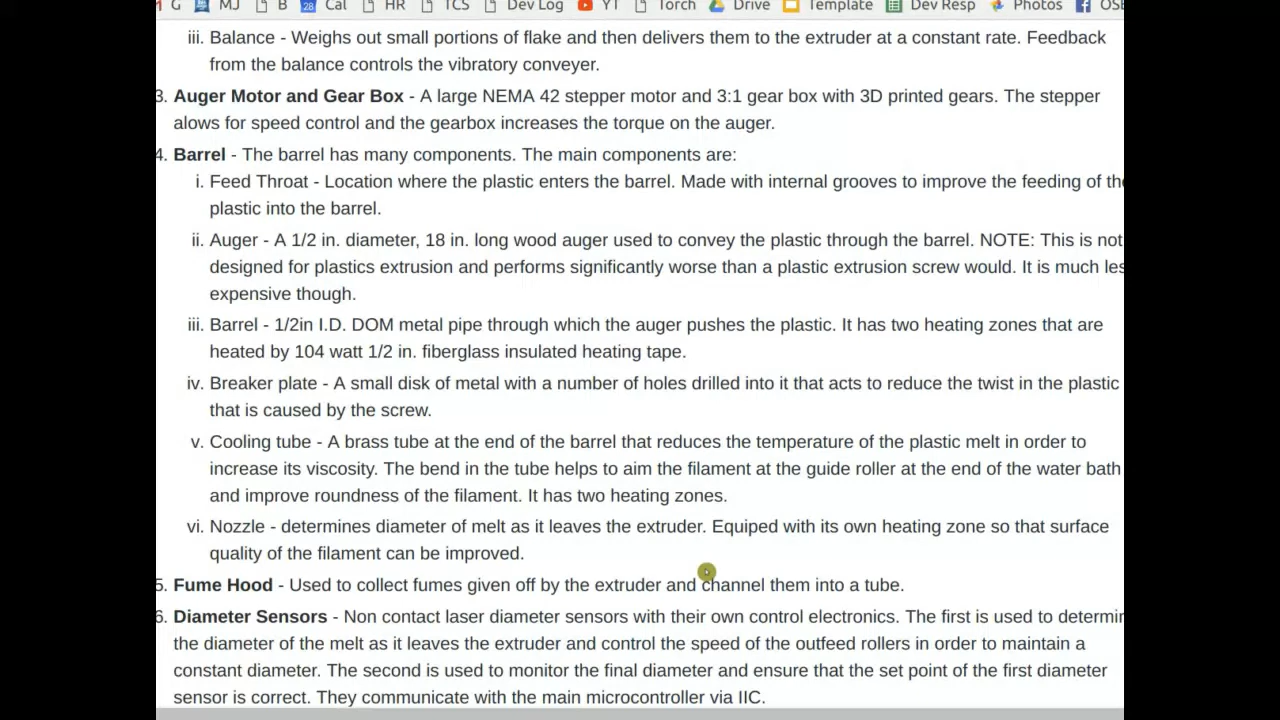 G MJ B 28 Cal HR TCS Dev Log YT Torch Drive Template Dev Resp Photos OSE
iii. Balance - Weighs out small portions of flake and then delivers them to the extruder at a constant rate. Feedback
from the balance controls the vibratory conveyer.
3. Auger Motor and Gear Box - A large NEMA 42 stepper motor and 3:1 gear box with 3D printed gears. The stepper
alows for speed control and the gearbox increases the torque on the auger.
4. Barrel - The barrel has many components. The main components are:
i. Feed Throat - Location where the plastic enters the barrel. Made with internal grooves to improve the feeding of the
plastic into the barrel.
ii. Auger - A 1/2 in. diameter, 18 in. long wood auger used to convey the plastic through the barrel. NOTE: This is not
designed for plastics extrusion and performs significantly worse than a plastic extrusion screw would. It is much les
expensive though.
iii. Barrel - 1/2in I.D. DOM metal pipe through which the auger pushes the plastic. It has two heating zones that are
heated by 104 watt 1/2 in. fiberglass insulated heating tape.
iv. Breaker plate - A small disk of metal with a number of holes drilled into it that acts to reduce the twist in the plastic
that is caused by the screw.
v. Cooling tube - A brass tube at the end of the barrel that reduces the temperature of the plastic melt in order to
increase its viscosity. The bend in the tube helps to aim the filament at the guide roller at the end of the water bath
and improve roundness of the filament. It has two heating zones.
vi. Nozzle - determines diameter of melt as it leaves the extruder. Equiped with its own heating zone so that surface
quality of the filament can be improved.
5. Fume Hood - Used to collect fumes given off by the extruder and channel them into a tube.
6. Diameter Sensors - Non contact laser diameter sensors with their own control electronics. The first is used to determin
the diameter of the melt as it leaves the extruder and control the speed of the outfeed rollers in order to maintain a
constant diameter. The second is used to monitor the final diameter and ensure that the set point of the first diameter
sensor is correct. They communicate with the main microcontroller via IIC.